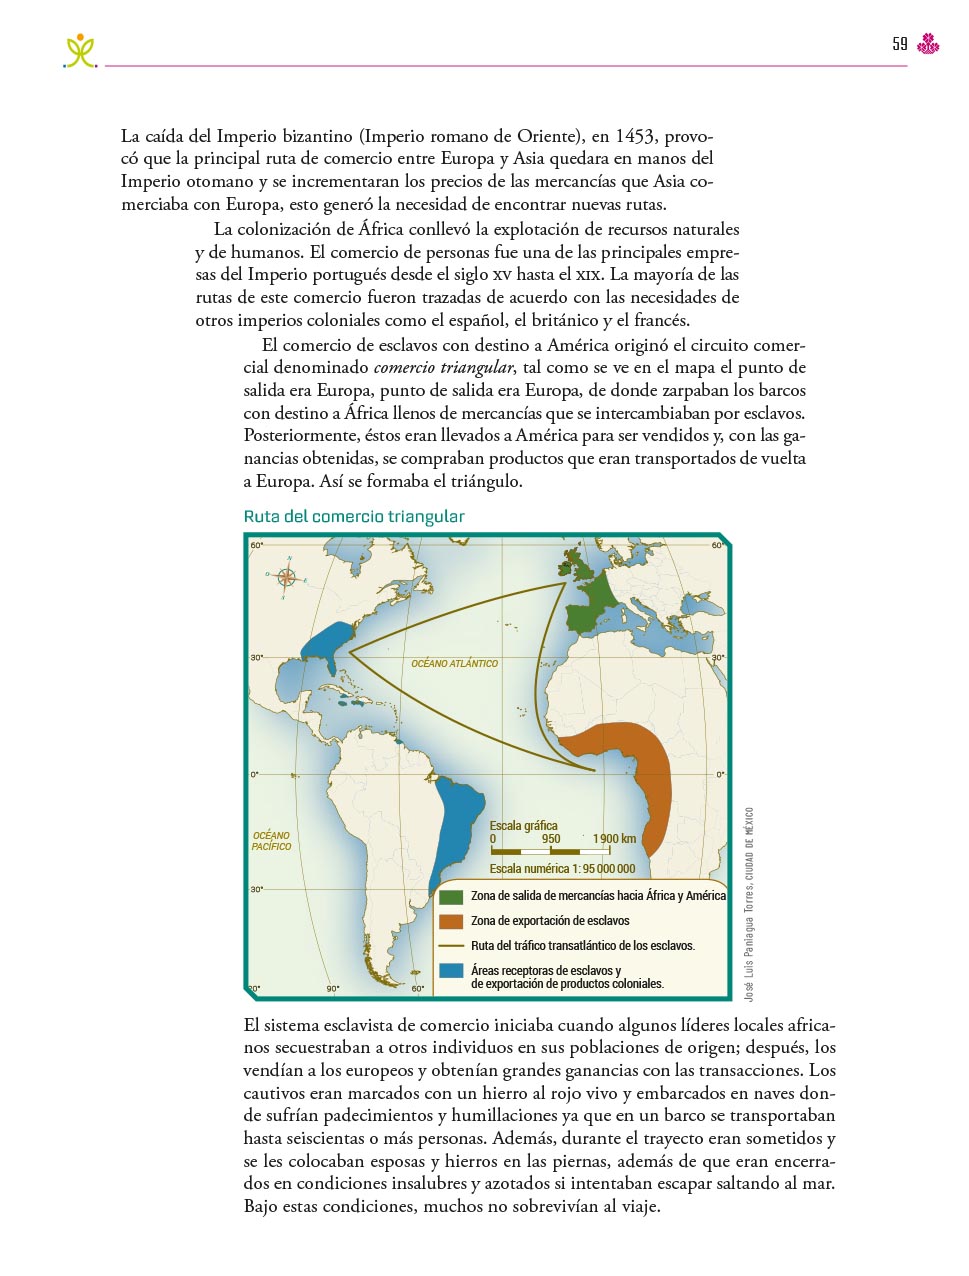 59
La caída del Imperio bizantino (Imperio romano de Oriente), en 1453, provo-
có que la principal ruta de comercio entre Europa y Asia quedara en manos del
Imperio otomano y se incrementaran los precios de las mercancías que Asia co-
merciaba con Europa, esto generó la necesidad de encontrar nuevas rutas.
La colonización de África conllevó la explotación de recursos naturales
y de humanos. El comercio de personas fue una de las principales empre-
sas del Imperio portugués desde el siglo XV hasta el XIX. La mayoría de las
rutas de este comercio fueron trazadas de acuerdo con las necesidades de
otros imperios coloniales como el español, el británico y el francés.
El comercio de esclavos con destino a América originó el circuito comer-
cial denominado comercio triangular, tal como se ve en el mapa el punto de
salida era Europa, punto de salida era Europa, de donde zarpaban los barcos
con destino a África llenos de mercancías que se intercambiaban por esclavos.
Posteriormente, éstos eran llevados a América para ser vendidos y, con las ga-
nancias obtenidas, se compraban productos que eran transportados de vuelta
a Europa. Así se formaba el triángulo.
Ruta del comercio triangular
60°
60°
N
O
E
S
30°
OCÉANO ATLÁNTICO
30°
0°
0°
OCÉANO
PACÍFICO
Escala gráfica
0 950 1 900 km
Escala numérica 1: 95 000 000
30°
Zona de salida de mercancías hacia África y América
Zona de exportación de esclavos
Ruta del tráfico transatlántico de los esclavos.
Áreas receptoras de esclavos y
de exportación de productos coloniales.
90°
60°
José Luis Paniagua Torres, CIUDAD DE MÉXICO
El sistema esclavista de comercio iniciaba cuando algunos líderes locales africa-
nos secuestraban a otros individuos en sus poblaciones de origen; después, los
vendían a los europeos y obtenían grandes ganancias con las transacciones. Los
cautivos eran marcados con un hierro al rojo vivo y embarcados en naves don-
de sufrían padecimientos y humillaciones ya que en un barco se transportaban
hasta seiscientas o más personas. Además, durante el trayecto eran sometidos y
se les colocaban esposas y hierros en las piernas, además de que eran encerra-
dos en condiciones insalubres y azotados si intentaban escapar saltando al mar.
Bajo estas condiciones, muchos no sobrevivían al viaje.